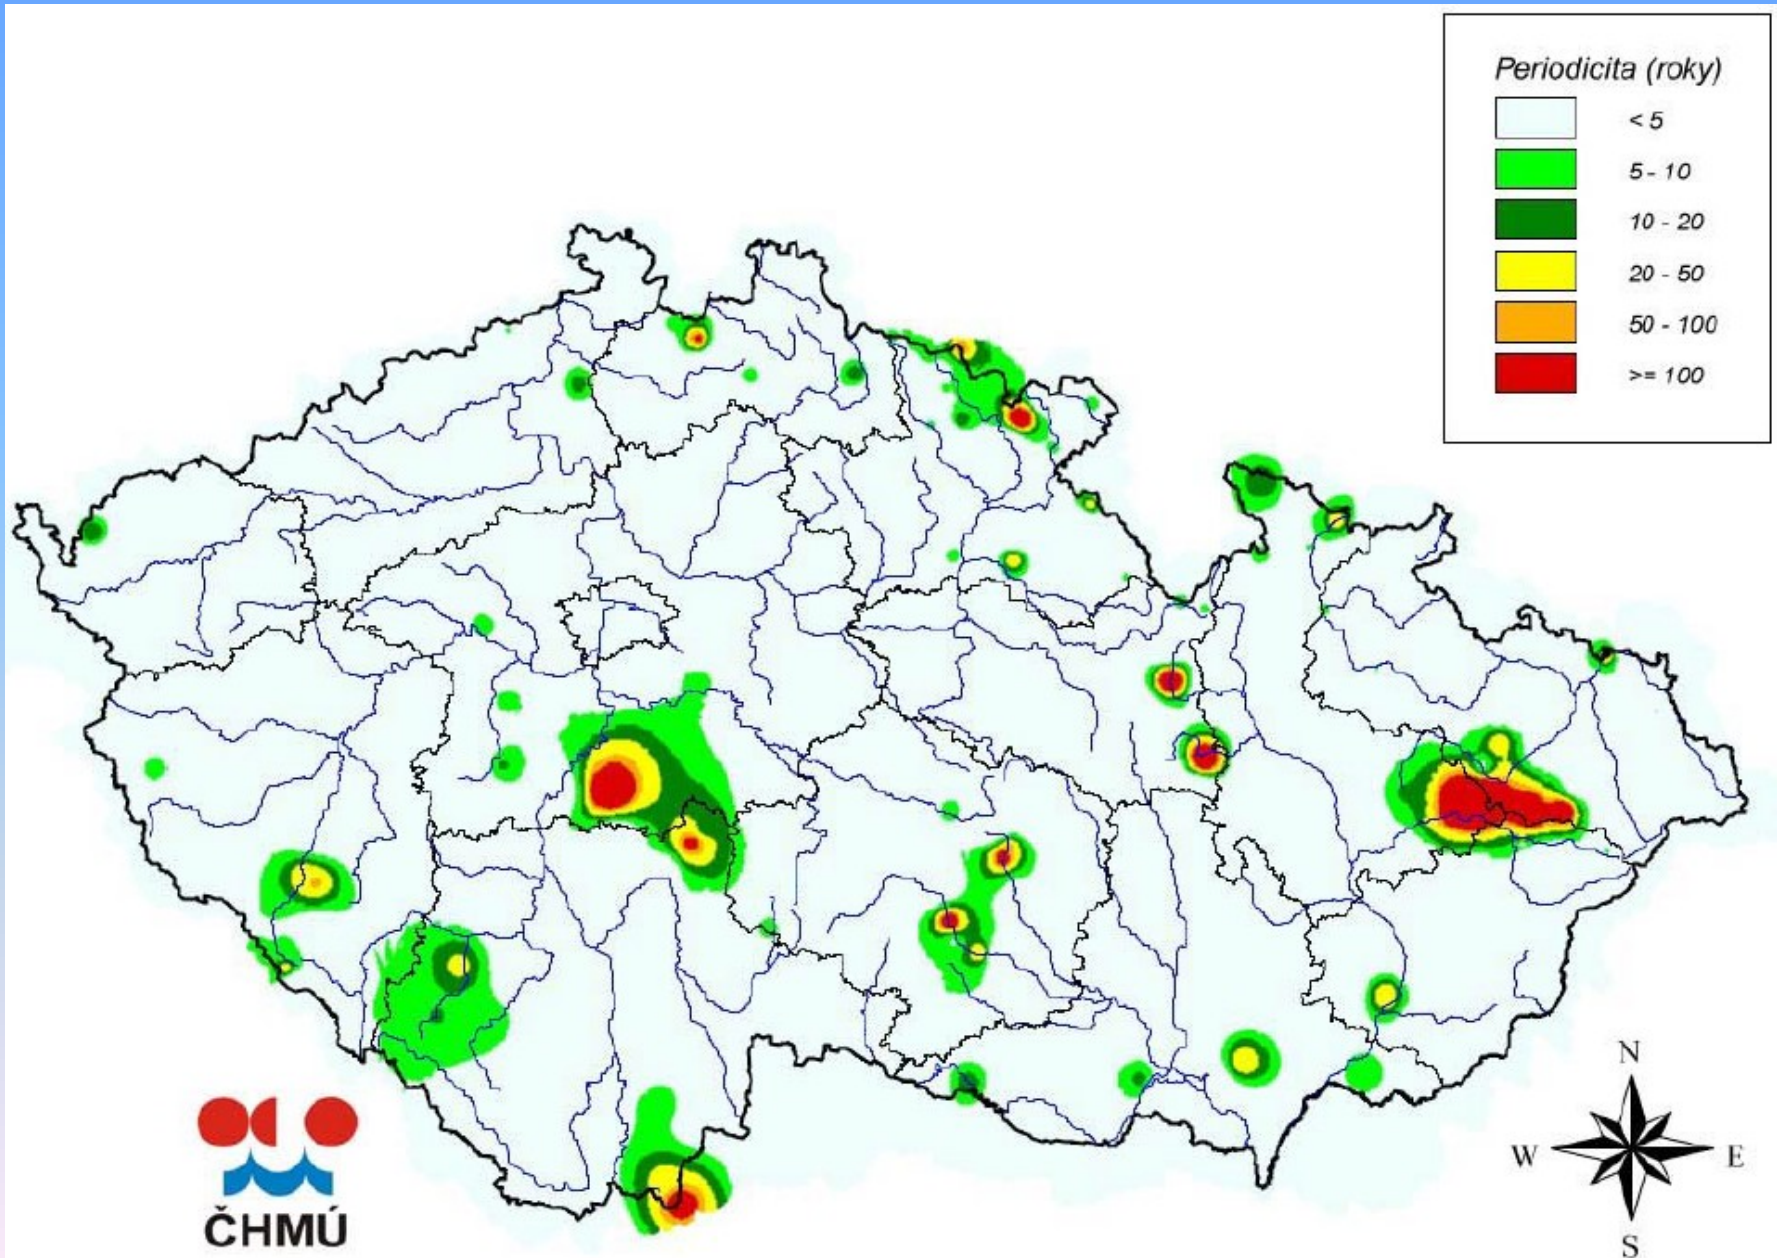 Periodicita (roky)
< 5
5 - 10
10 - 20
20 - 50
50 - 100
>= 100
N
W E
S
ČHMÚ